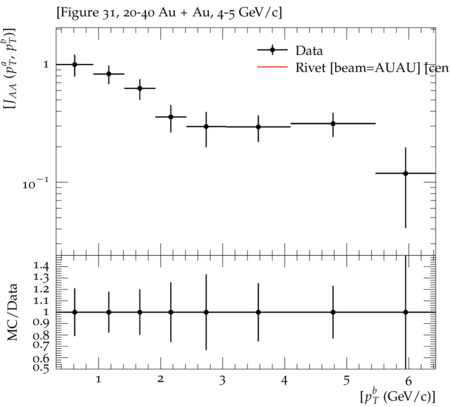 [Figure 31, 20-40 Au + Au, 4-5 GeV/c]
[J_AA (p_T^a, p_T^b)]
Data
Rivet [beam=AUAU] [cen
1
10^−1
MC/Data
1.4
1.3
1.2
1.1
1
0.9
0.8
0.7
0.6
0.5
1 2 3 4 5 6
[p_T^b (GeV/c)]